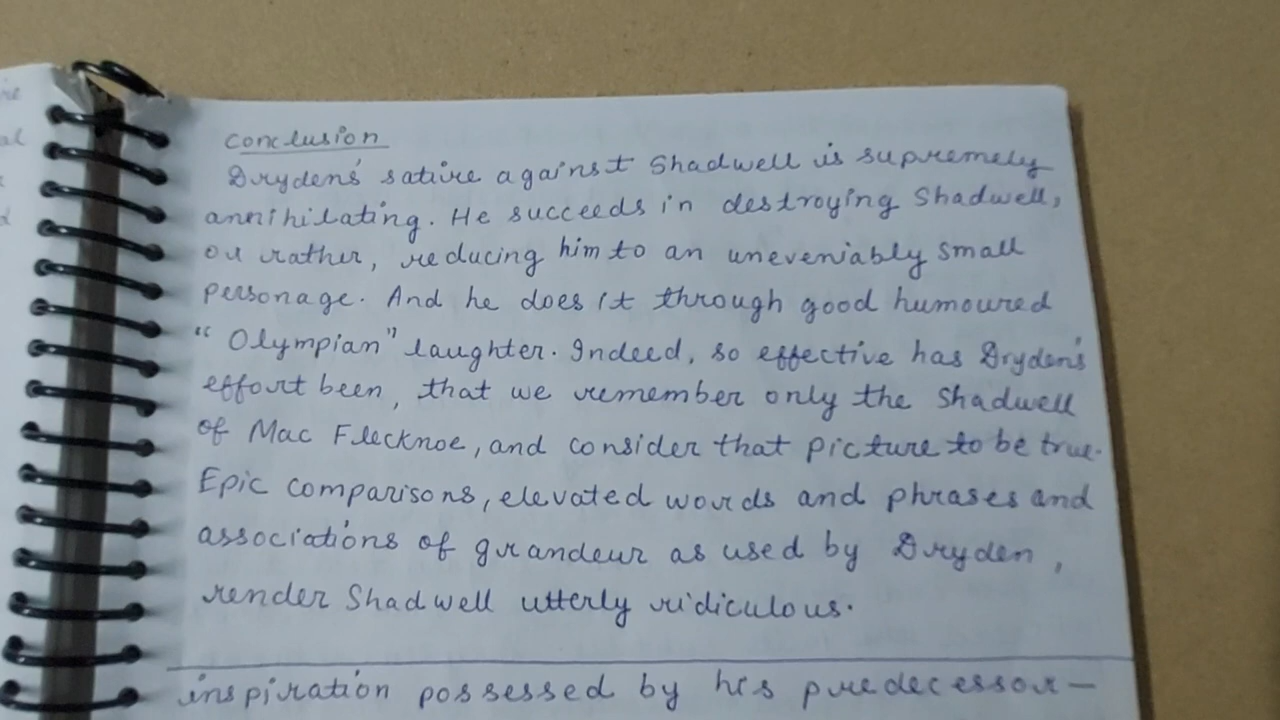 conclusion
Dryden's satire against Shadwell is supremely
annihilating. He succeeds in destroying Shadwell,
or rather, reducing him to an uneveniably small
personage. And he does it through good humoured
"Olympian" laughter. Indeed, so effective has Dryden's
effort been, that we remember only the Shadwell
of Mac Flecknoe, and consider that picture to be true.
Epic comparisons, elevated words and phrases and
associations of grandeur as used by Dryden,
render Shadwell utterly ridiculous.
inspiration possessed by his predecessor—